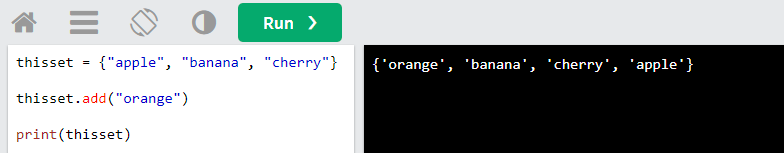 Run ❯
thisset = {"apple", "banana", "cherry"}
thisset.add("orange")
print(thisset)
{'orange', 'banana', 'cherry', 'apple'}